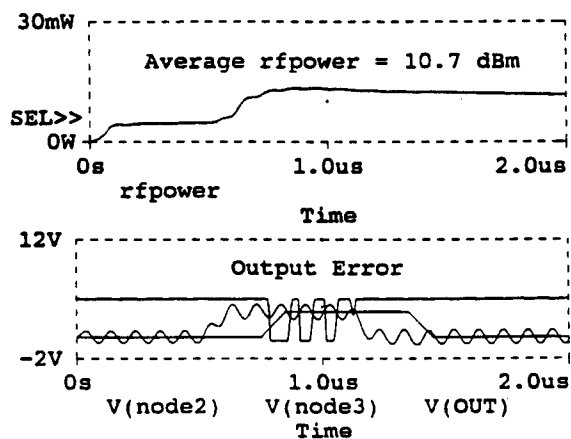 30mW
Average rfpower = 10.7 dBm
SEL>>
0W
0s 1.0us 2.0us
rfpower
Time
12V
Output Error
-2V
0s 1.0us 2.0us
V(node2) V(node3) V(OUT)
Time